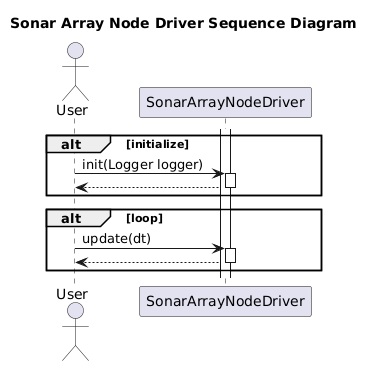 Sonar Array Node Driver Sequence Diagram
User
SonarArrayNodeDriver
alt [initialize]
init(Logger logger)
alt [loop]
update(dt)
User
SonarArrayNodeDriver